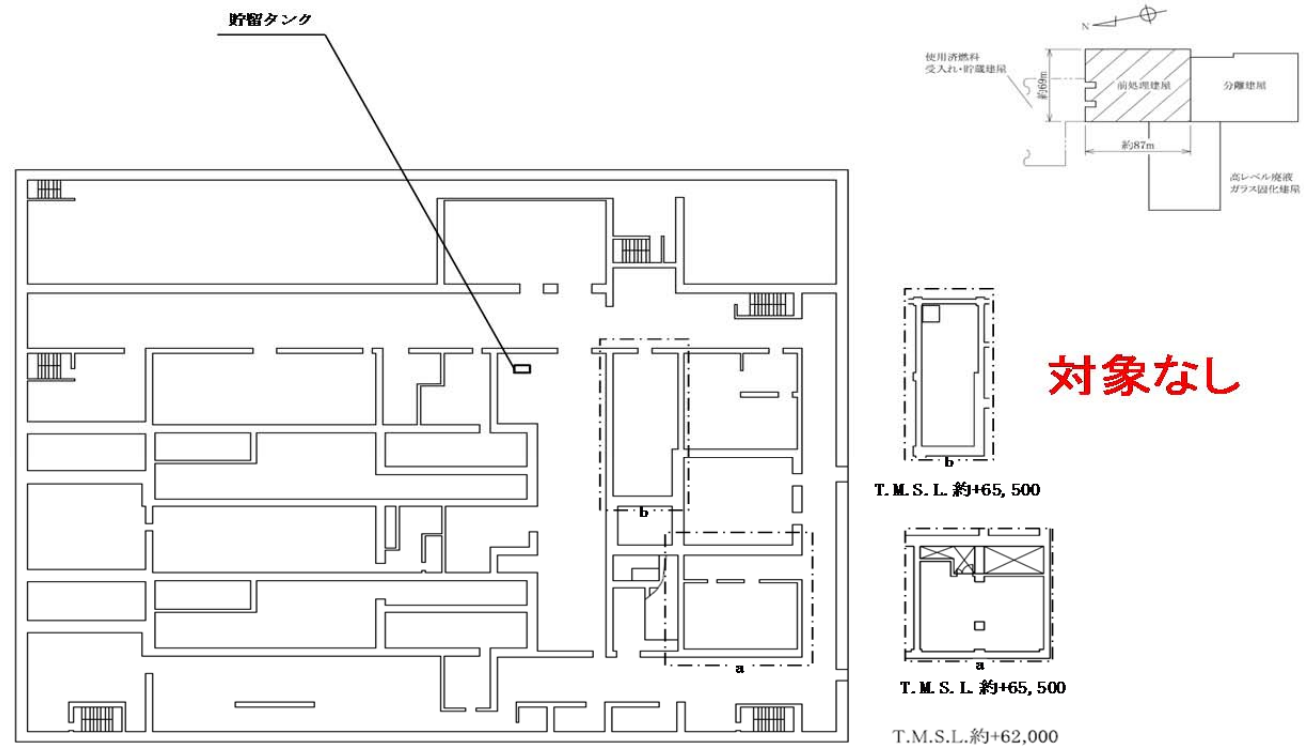 貯留タンク
N
使用済燃料
受入れ・貯蔵建屋
約69m
前処理建屋
分離建屋
約87m
高レベル廃液
ガラス固化建屋
対象なし
b
T.M.S.L.約+65,500
b
a
a
T.M.S.L.約+65,500
T.M.S.L.約+62,000